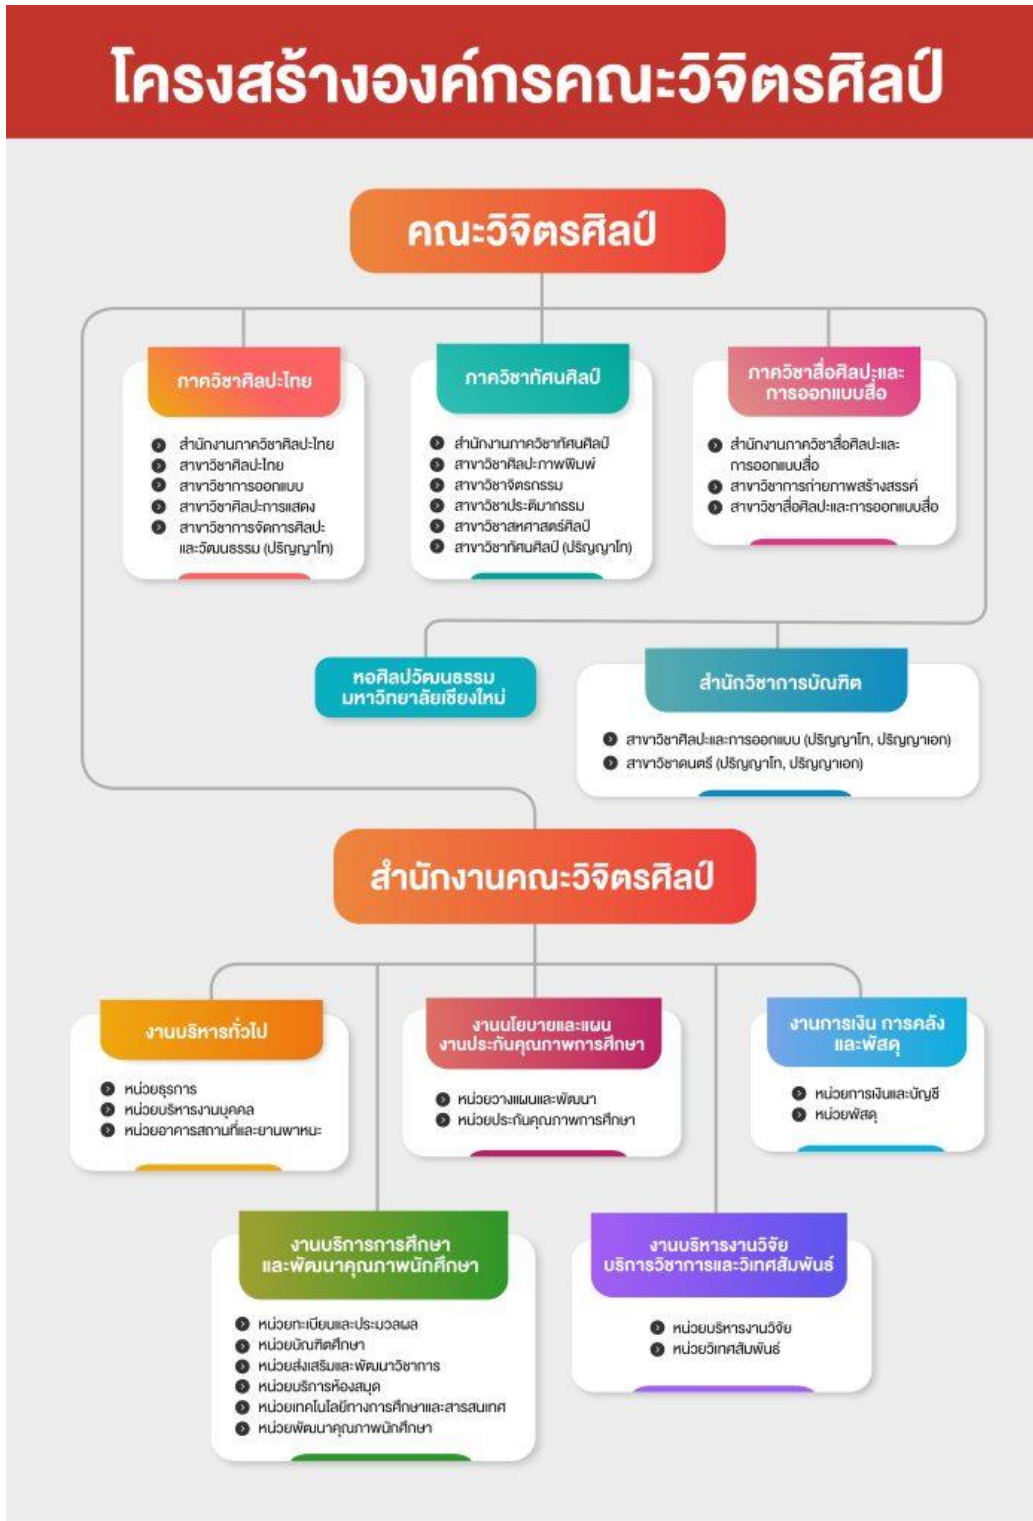 โครงสร้างองค์กรคณะวิจิตรศิลป์
คณะวิจิตรศิลป์
ภาควิชาศิลปะไทย
สำนักงานภาควิชาศิลปะไทย
สาขาวิชาศิลปะไทย
สาขาวิชาการออกแบบ
สาขาวิชาศิลปะการแสดง
สาขาวิชาการจัดการศิลปะ
และวัฒนธรรม (ปริญญาโท)
ภาควิชาทัศนศิลป์
สำนักงานภาควิชาทัศนศิลป์
สาขาวิชาศิลปะภาพพิมพ์
สาขาวิชาจิตรกรรม
สาขาวิชาประติมากรรม
สาขาวิชาสหศาสตร์ศิลป์
สาขาวิชาทัศนศิลป์ (ปริญญาโท)
ภาควิชาสื่อศิลปะและ
การออกแบบสื่อ
สำนักงานภาควิชาสื่อศิลปะและ
การออกแบบสื่อ
สาขาวิชาการถ่ายภาพสร้างสรรค์
สาขาวิชาสื่อศิลปะและการออกแบบสื่อ
หอศิลปวัฒนธรรม
มหาวิทยาลัยเชียงใหม่
สำนักวิชาการบัณฑิต
สาขาวิชาศิลปะและการออกแบบ (ปริญญาโท, ปริญญาเอก)
สาขาวิชาดนตรี (ปริญญาโท, ปริญญาเอก)
สำนักงานคณะวิจิตรศิลป์
งานบริหารทั่วไป
หน่วยธุรการ
หน่วยบริหารงานบุคคล
หน่วยอาคารสถานที่และยานพาหนะ
งานนโยบายและแผน
งานประกันคุณภาพการศึกษา
หน่วยวางแผนและพัฒนา
หน่วยประกันคุณภาพการศึกษา
งานการเงิน การคลัง
และพัสดุ
หน่วยการเงินและบัญชี
หน่วยพัสดุ
งานบริการการศึกษา
และพัฒนาคุณภาพนักศึกษา
หน่วยทะเบียนและประมวลผล
หน่วยบัณฑิตศึกษา
หน่วยส่งเสริมและพัฒนาวิชาการ
หน่วยบริการห้องสมุด
หน่วยเทคโนโลยีทางการศึกษาและสารสนเทศ
หน่วยพัฒนาคุณภาพนักศึกษา
งานบริหารงานวิจัย
บริการวิชาการและวิเทศสัมพันธ์
หน่วยบริหารงานวิจัย
หน่วยวิเทศสัมพันธ์